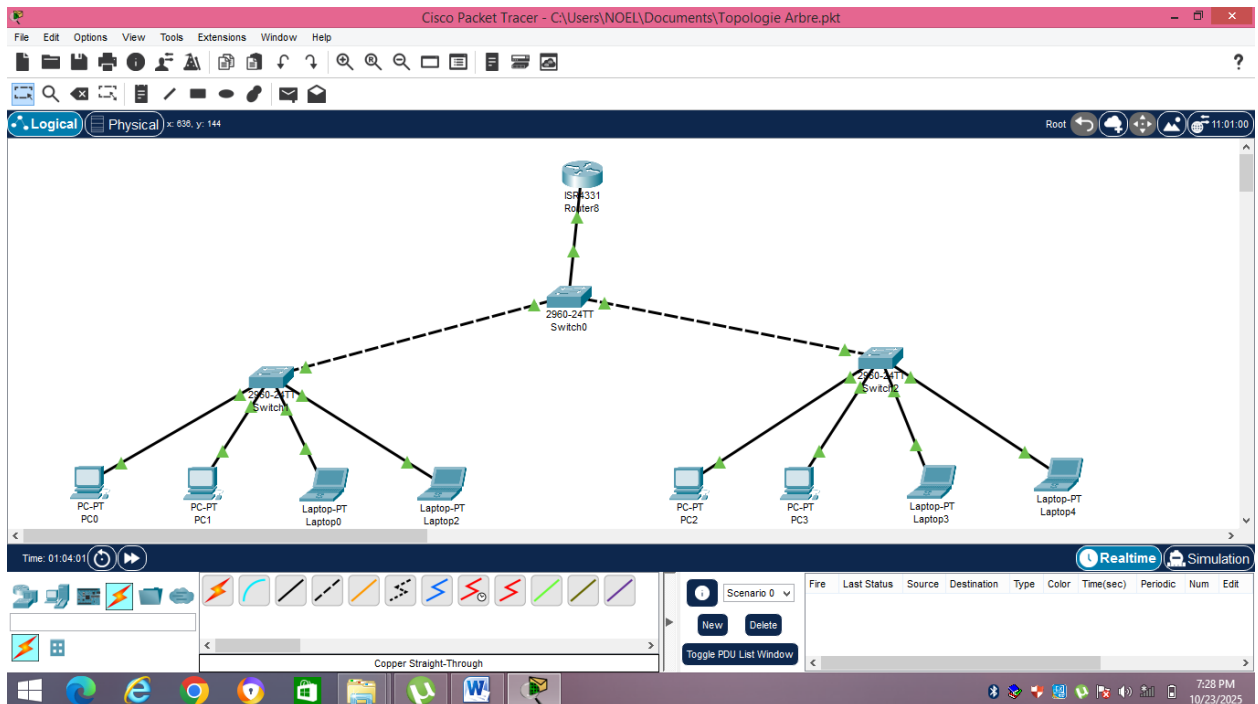 Cisco Packet Tracer - C:\Users\NOEL\Documents\Topologie Arbre.pkt
File Edit Options View Tools Extensions Window Help
?
Logical Physical x: 636, y: 144 Root 11:01:00
ISR4331
Router8
2960-24TT
Switch0
2960-24TT
Switch1
2960-24TT
Switch2
PC-PT
PC0
PC-PT
PC1
Laptop-PT
Laptop0
Laptop-PT
Laptop2
PC-PT
PC2
PC-PT
PC3
Laptop-PT
Laptop3
Laptop-PT
Laptop4
Time: 01:04:01 Realtime Simulation
Scenario 0
New Delete
Toggle PDU List Window
Fire Last Status Source Destination Type Color Time(sec) Periodic Num Edit
Copper Straight-Through
7:28 PM
10/23/2025